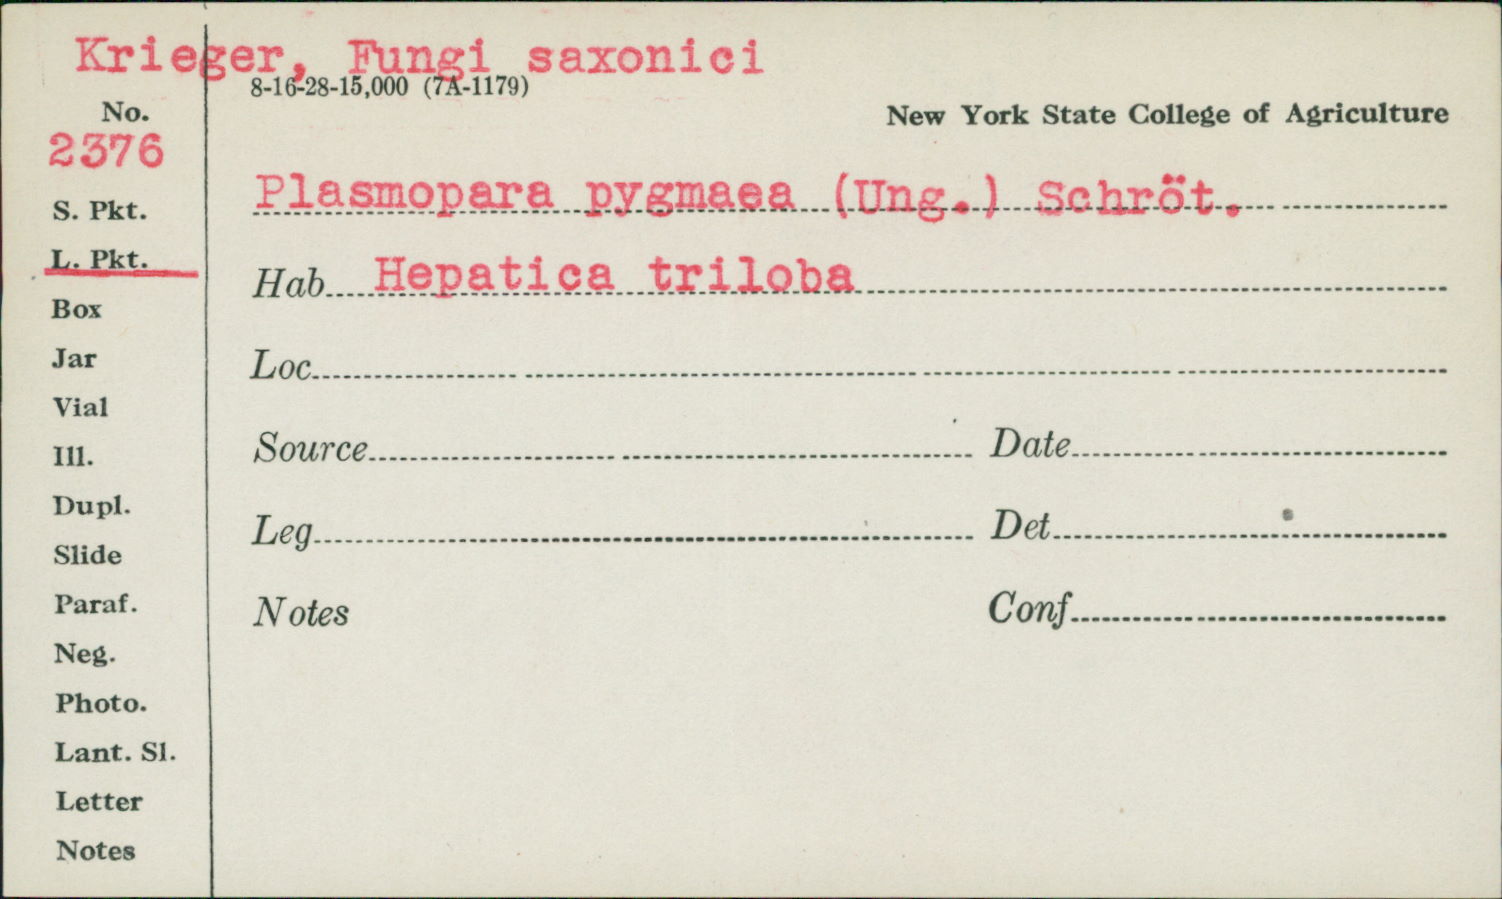 Krieger, Fungi saxonici
8-16-28-15,000 (7A-1179)
New York State College of Agriculture
No.
2376
Plasmopara pygmaea (Ung.) Schröt.
S. Pkt.
L. Pkt.
Hab Hepatica triloba
Box
Jar
Loc
Vial
Ill.
Source Date
Dupl.
Slide
Leg Det
Paraf.
Notes Conf
Neg.
Photo.
Lant. Sl.
Letter
Notes